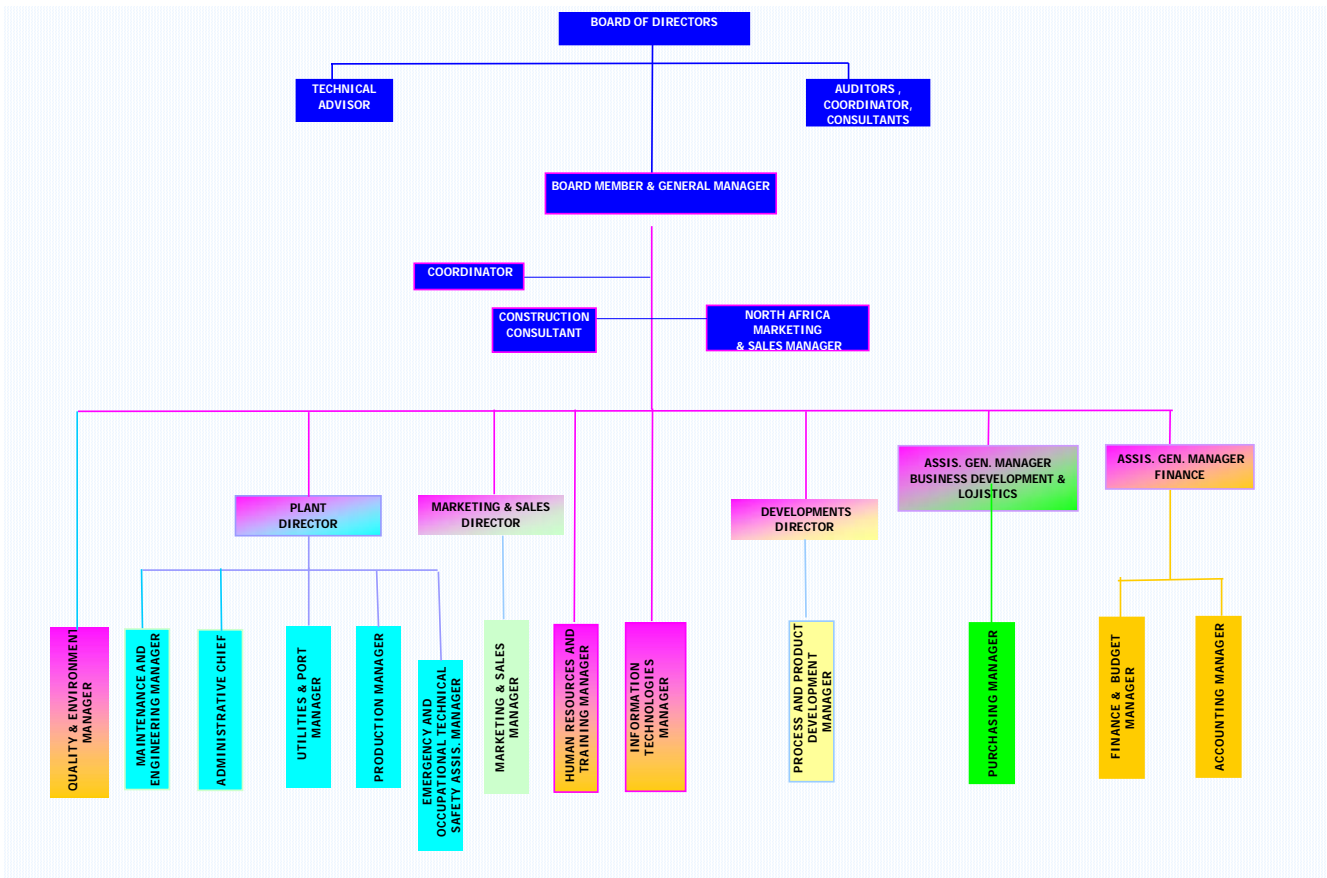 BOARD OF DIRECTORS
TECHNICAL
ADVISOR
AUDITORS ,
COORDINATOR,
CONSULTANTS
BOARD MEMBER & GENERAL MANAGER
COORDINATOR
CONSTRUCTION
CONSULTANT
NORTH AFRICA
MARKETING
& SALES MANAGER
PLANT
DIRECTOR
MARKETING & SALES
DIRECTOR
DEVELOPMENTS
DIRECTOR
ASSIS. GEN. MANAGER
BUSINESS DEVELOPMENT &
LOJISTICS
ASSIS. GEN. MANAGER
FINANCE
QUALITY & ENVIRONMENT
MANAGER
MAINTENANCE AND
ENGINEERING MANAGER
ADMINISTRATIVE CHIEF
UTILITIES & PORT
MANAGER
PRODUCTION MANAGER
EMERGENCY AND
OCCUPATIONAL TECHNICAL
SAFETY ASSIS. MANAGER
MARKETING & SALES
MANAGER
HUMAN RESOURCES AND
TRAINING MANAGER
INFORMATION
TECHNOLOGIES
MANAGER
PROCESS AND PRODUCT
DEVELOPMENT
MANAGER
PURCHASING MANAGER
FINANCE & BUDGET
MANAGER
ACCOUNTING MANAGER